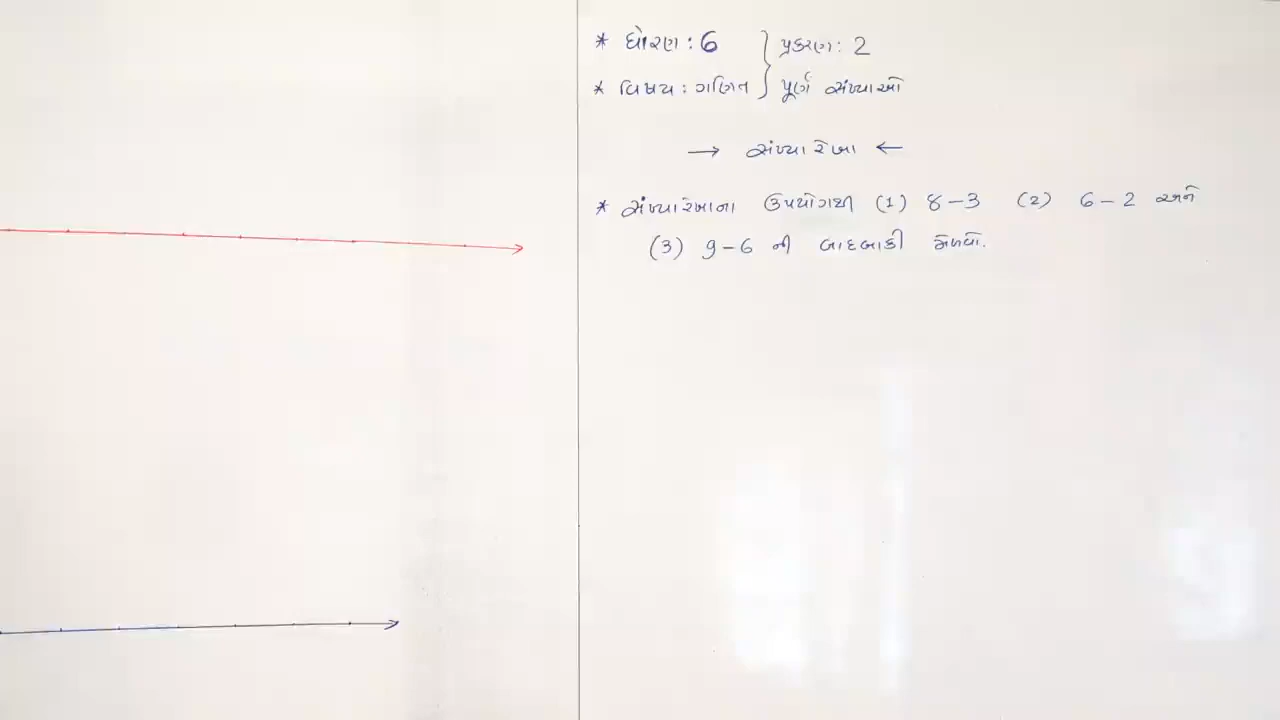 * ધોરણ : 6 } પ્રકરણ : 2
* વિષય : ગણિત } પૂર્ણ સંખ્યાઓ
→ સંખ્યા રેખા ←
* સંખ્યારેખાના ઉપયોગથી (1) 8-3 (2) 6-2 અને
(3) 9-6 ની બાદબાકી મેળવો.